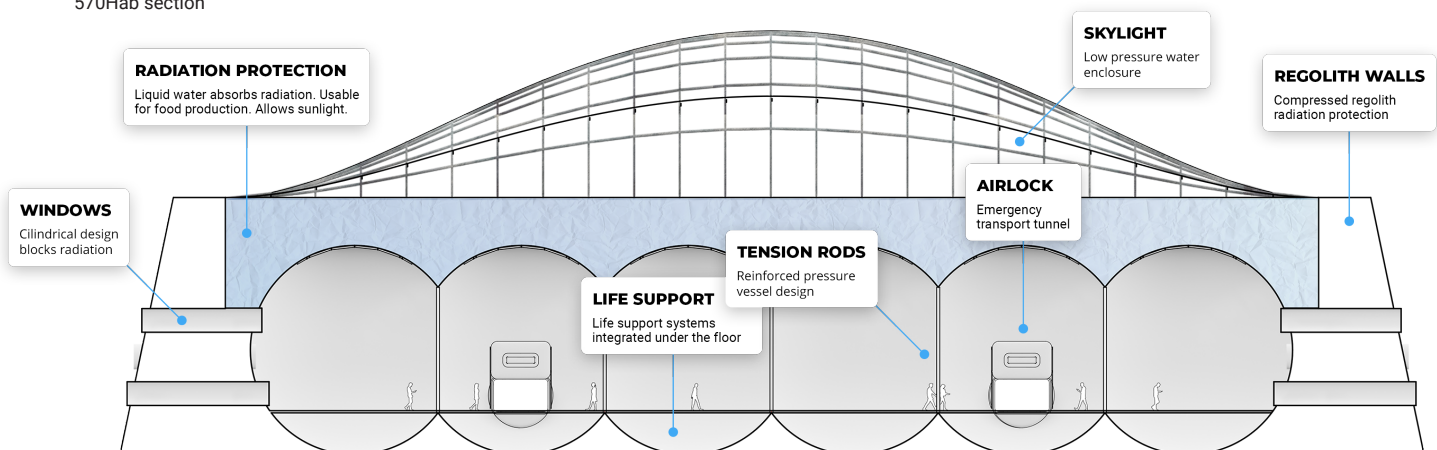 570Hab section
SKYLIGHT
Low pressure water
enclosure
RADIATION PROTECTION
Liquid water absorbs radiation. Usable
for food production. Allows sunlight.
REGOLITH WALLS
Compressed regolith
radiation protection
AIRLOCK
Emergency
transport tunnel
WINDOWS
Cilindrical design
blocks radiation
TENSION RODS
Reinforced pressure
vessel design
LIFE SUPPORT
Life support systems
integrated under the floor